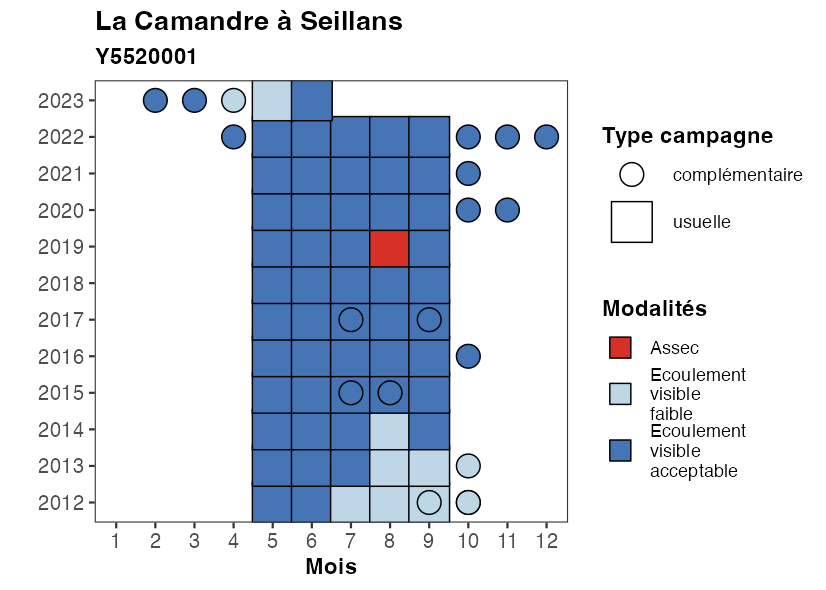 La Camandre à Seillans
Y5520001
2023
2022
2021
2020
2019
2018
2017
2016
2015
2014
2013
2012
1 2 3 4 5 6 7 8 9 10 11 12
Mois
Type campagne
complémentaire
usuelle
Modalités
Assec
Ecoulement
visible
faible
Ecoulement
visible
acceptable